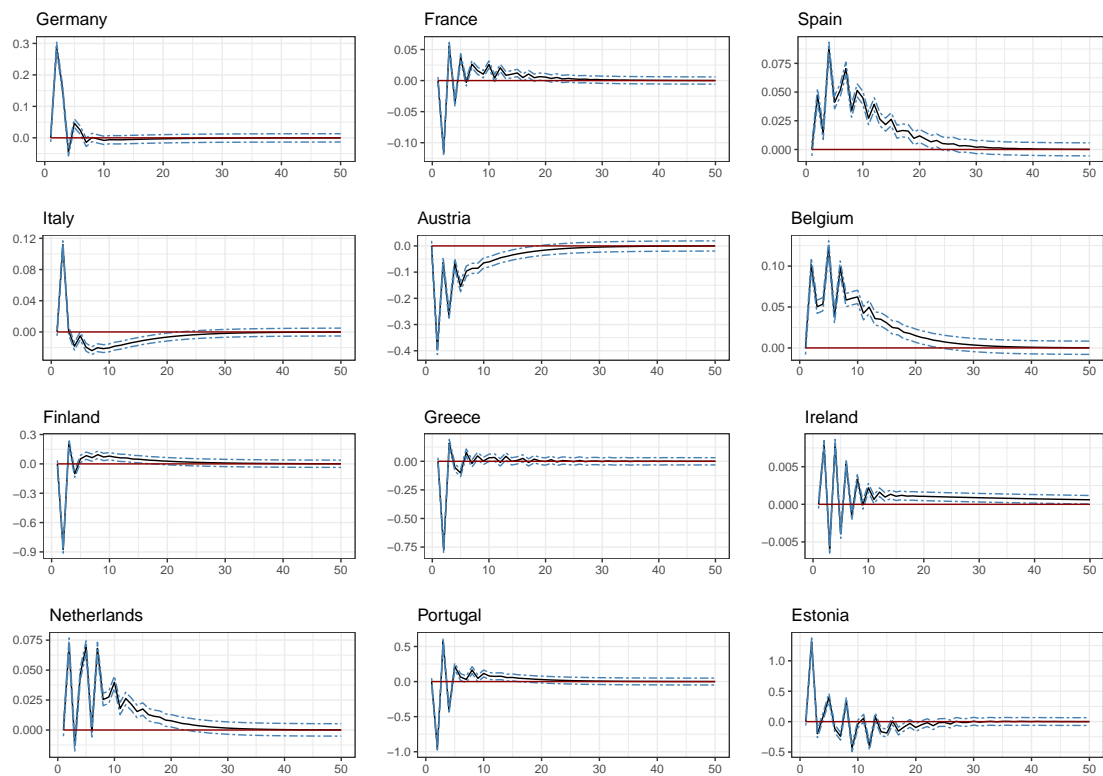 Germany
0.3
0.2
0.1
0.0
0 10 20 30 40 50
France
0.05
0.00
−0.05
−0.10
0 10 20 30 40 50
Spain
0.075
0.050
0.025
0.000
0 10 20 30 40 50
Italy
0.12
0.08
0.04
0.00
0 10 20 30 40 50
Austria
0.0
−0.1
−0.2
−0.3
−0.4
0 10 20 30 40 50
Belgium
0.10
0.05
0.00
0 10 20 30 40 50
Finland
0.3
0.0
−0.3
−0.6
−0.9
0 10 20 30 40 50
Greece
0.00
−0.25
−0.50
−0.75
0 10 20 30 40 50
Ireland
0.005
0.000
−0.005
0 10 20 30 40 50
Netherlands
0.075
0.050
0.025
0.000
0 10 20 30 40 50
Portugal
0.5
0.0
−0.5
−1.0
0 10 20 30 40 50
Estonia
1.0
0.5
0.0
−0.5
0 10 20 30 40 50